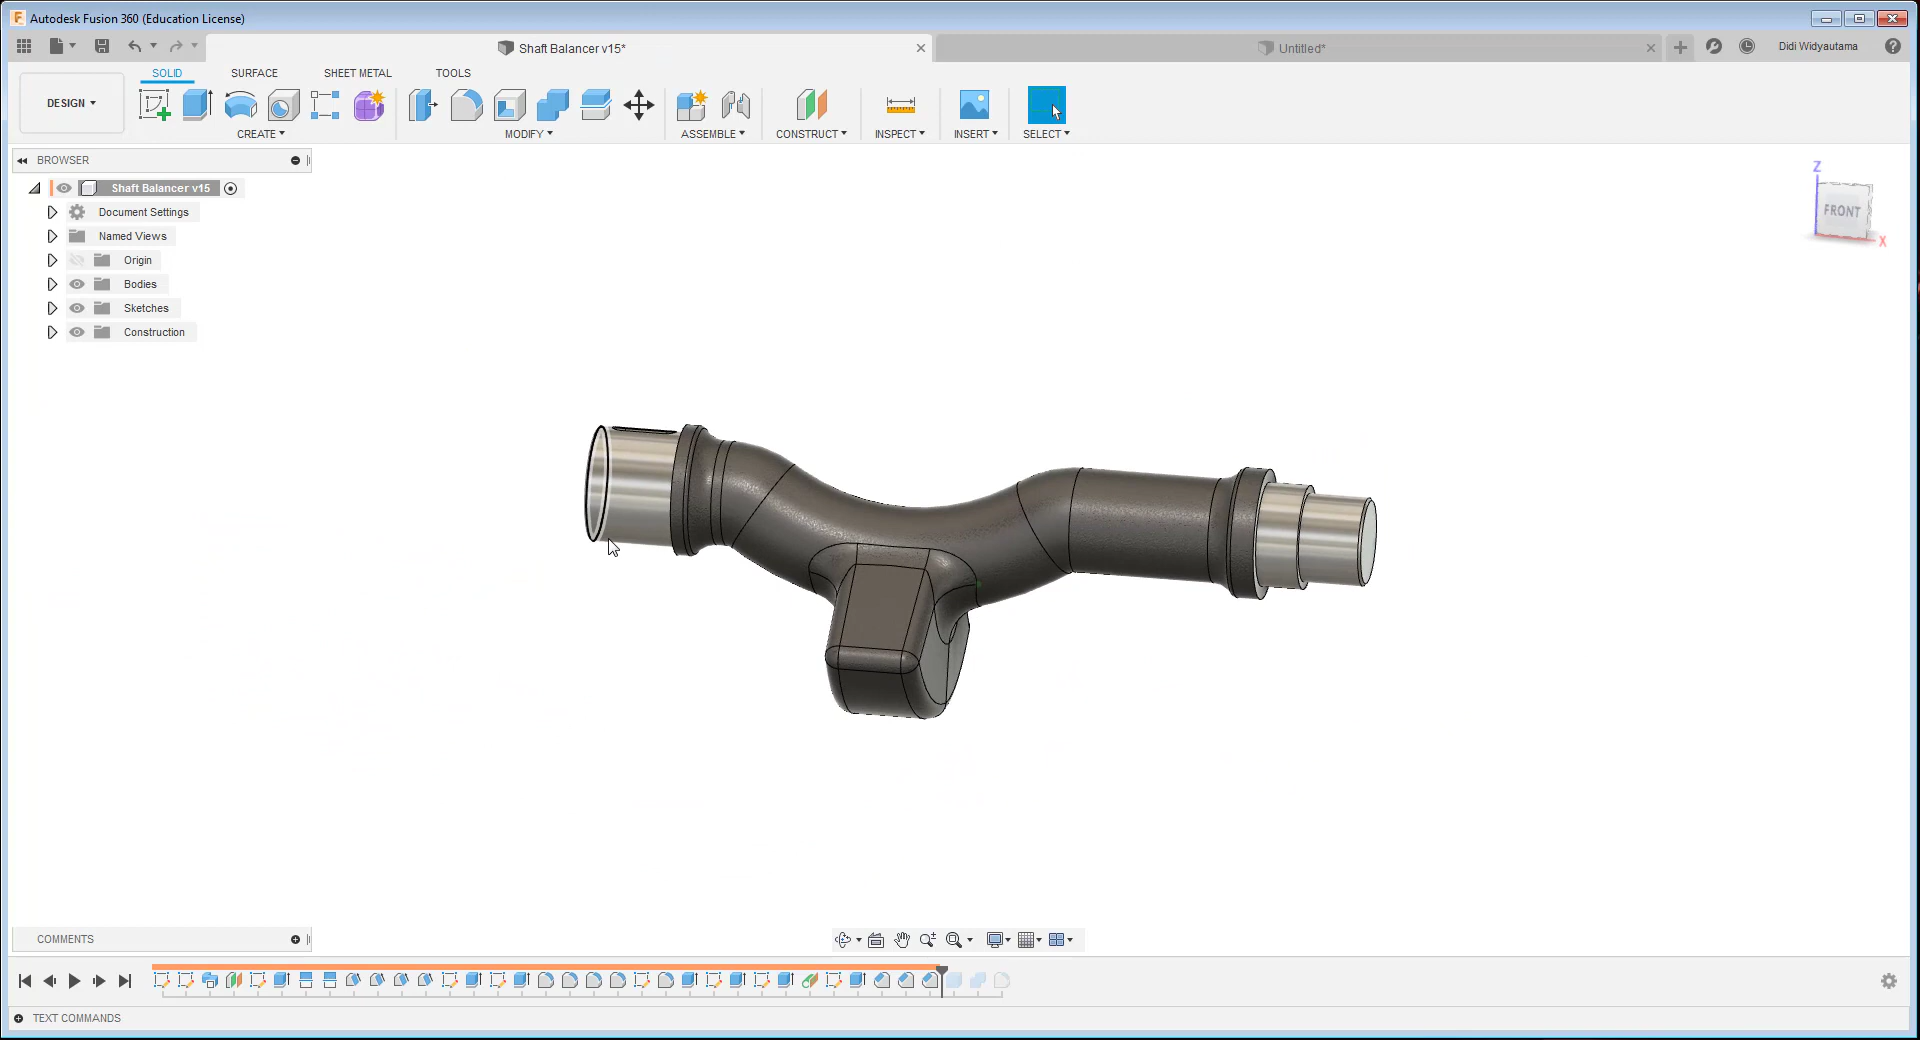 Autodesk Fusion 360 (Education License)
Shaft Balancer v15*
Untitled*
Didi Widyautama
SOLID
SURFACE
SHEET METAL
TOOLS
DESIGN
CREATE
MODIFY
ASSEMBLE
CONSTRUCT
INSPECT
INSERT
SELECT
BROWSER
Shaft Balancer v15
Document Settings
Named Views
Origin
Bodies
Sketches
Construction
Z
FRONT
X
COMMENTS
TEXT COMMANDS